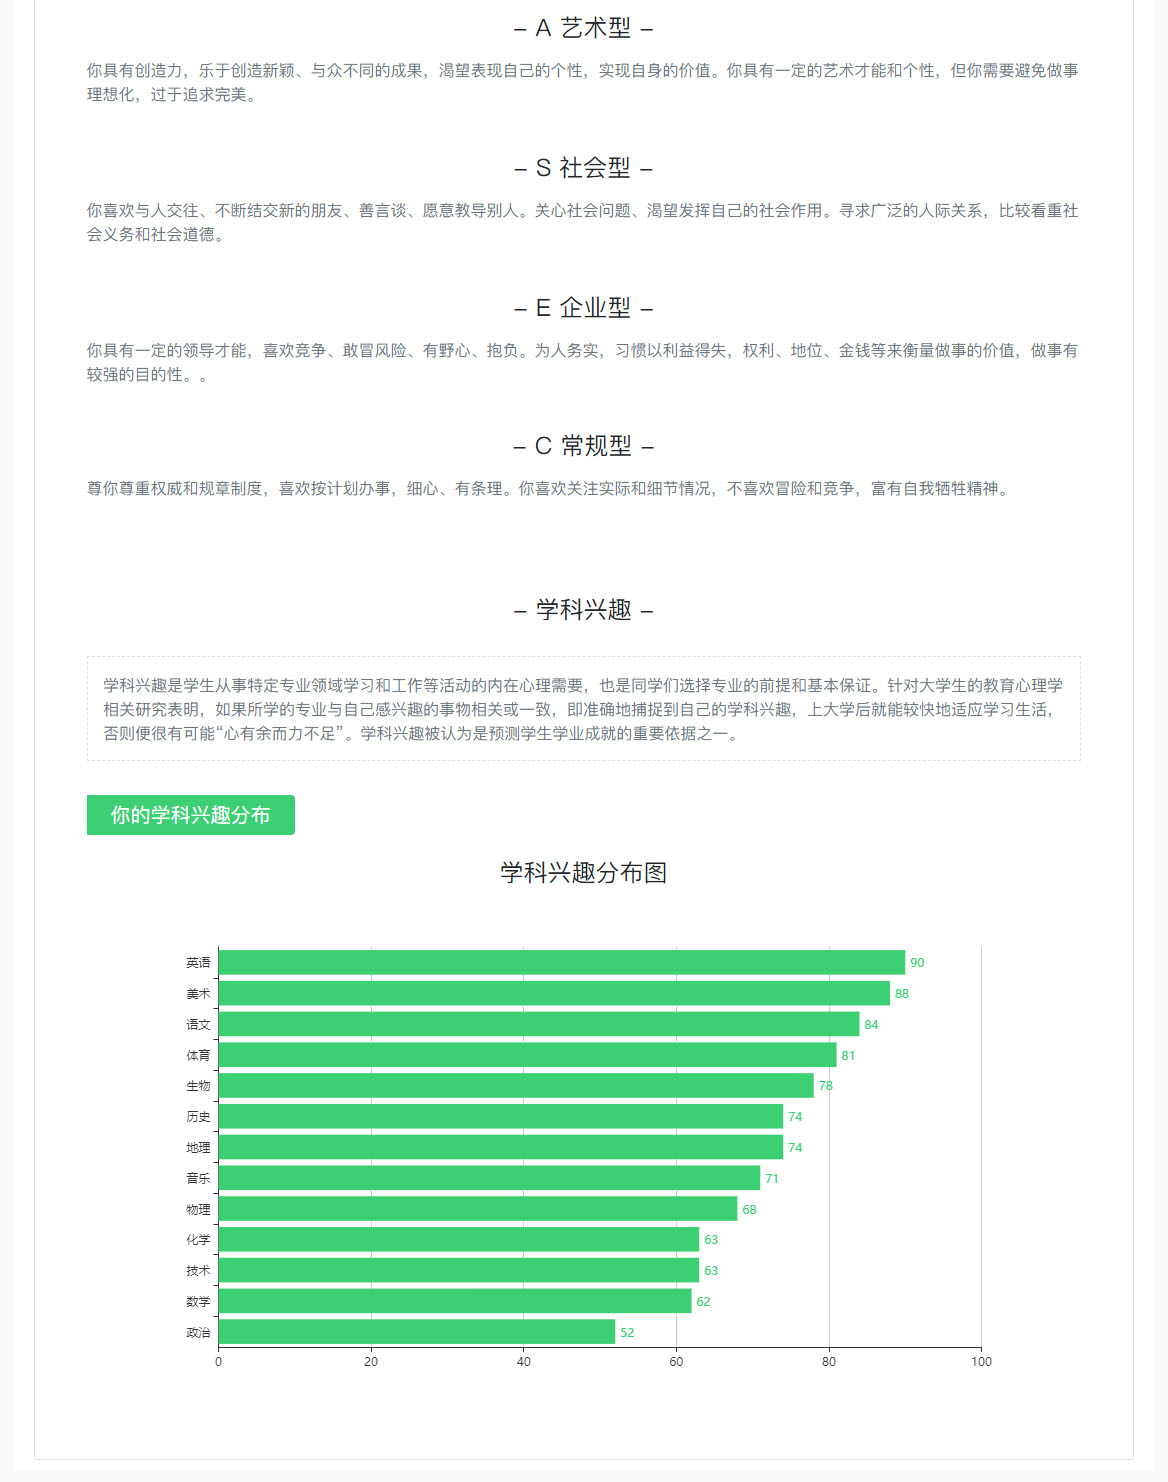 – A 艺术型 –
你具有创造力，乐于创造新颖、与众不同的成果，渴望表现自己的个性，实现自身的价值。你具有一定的艺术才能和个性，但你需要避免做事
理想化，过于追求完美。
– S 社会型 –
你喜欢与人交往、不断结交新的朋友、善言谈、愿意教导别人。关心社会问题、渴望发挥自己的社会作用。寻求广泛的人际关系，比较看重社
会义务和社会道德。
– E 企业型 –
你具有一定的领导才能，喜欢竞争、敢冒风险、有野心、抱负。为人务实，习惯以利益得失，权利、地位、金钱等来衡量做事的价值，做事有
较强的目的性。。
– C 常规型 –
尊你尊重权威和规章制度，喜欢按计划办事，细心、有条理。你喜欢关注实际和细节情况，不喜欢冒险和竞争，富有自我牺牲精神。
– 学科兴趣 –
学科兴趣是学生从事特定专业领域学习和工作等活动的内在心理需要，也是同学们选择专业的前提和基本保证。针对大学生的教育心理学
相关研究表明，如果所学的专业与自己感兴趣的事物相关或一致，即准确地捕捉到自己的学科兴趣，上大学后就能较快地适应学习生活，
否则便很有可能“心有余而力不足”。学科兴趣被认为是预测学生学业成就的重要依据之一。
你的学科兴趣分布
学科兴趣分布图
英语 90
美术 88
语文 84
体育 81
生物 78
历史 74
地理 74
音乐 71
物理 68
化学 63
技术 63
数学 62
政治 52
0 20 40 60 80 100